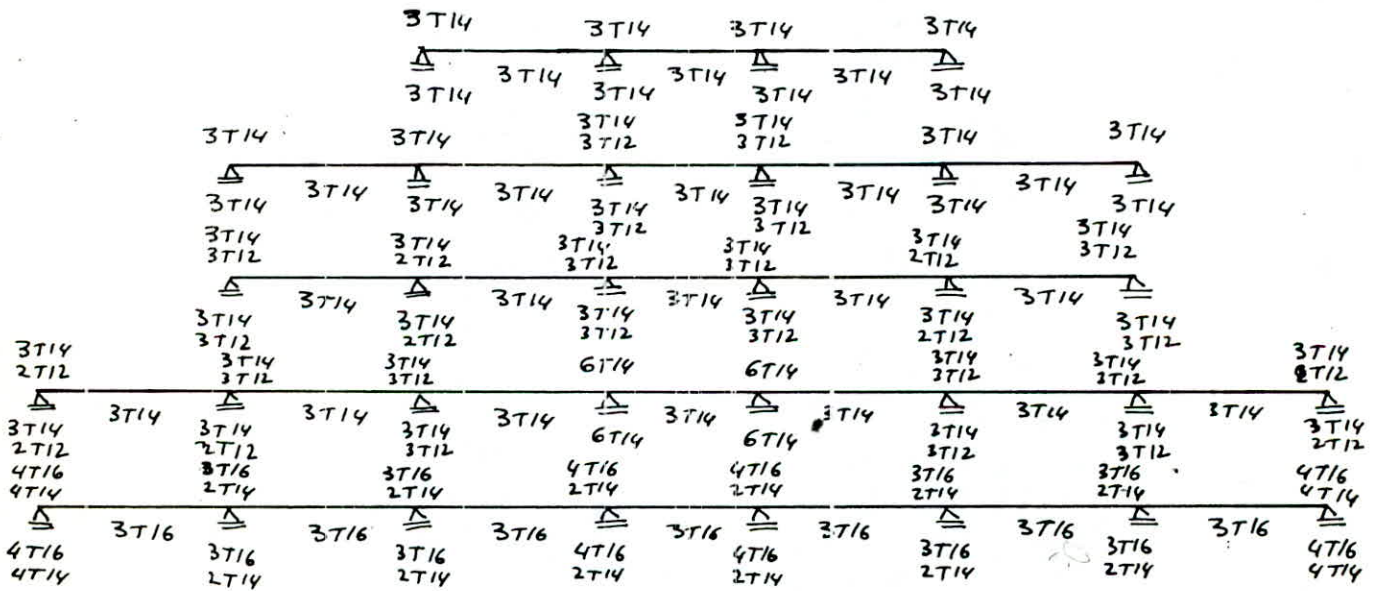 3T14 3T14 3T14 3T14
3T14 3T14 3T14
3T14 3T14 3T14 3T14
3T14 3T14 3T14 3T14 3T14 3T14
3T12 3T12
3T14 3T14 3T14 3T14 3T14
3T14 3T14 3T14 3T14 3T14 3T14
3T12 3T12
3T14 3T14 3T14 3T14 3T14 3T14
3T12 2T12 3T12 3T12 2T12 3T12
3T14 3T14 3T14 3T14 3T14
3T14 3T14 3T14 3T14 3T14 3T14
3T12 2T12 3T12 3T12 2T12 3T12
3T14 3T14 3T14 6T14 6T14 3T14 3T14 3T14
2T12 3T12 3T12 3T12 3T12 2T12
3T14 3T14 3T14 3T14 3T14 3T14 3T14
3T14 3T14 3T14 6T14 6T14 3T14 3T14 3T14
2T12 2T12 3T12 3T12 3T12 2T12
4T16 3T16 3T16 4T16 4T16 3T16 3T16 4T16
4T14 2T14 2T14 2T14 2T14 2T14 2T14 4T14
3T16 3T16 3T16 3T16 3T16 3T16 3T16
4T16 3T16 3T16 4T16 4T16 3T16 3T16 4T16
4T14 2T14 2T14 2T14 2T14 2T14 2T14 4T14